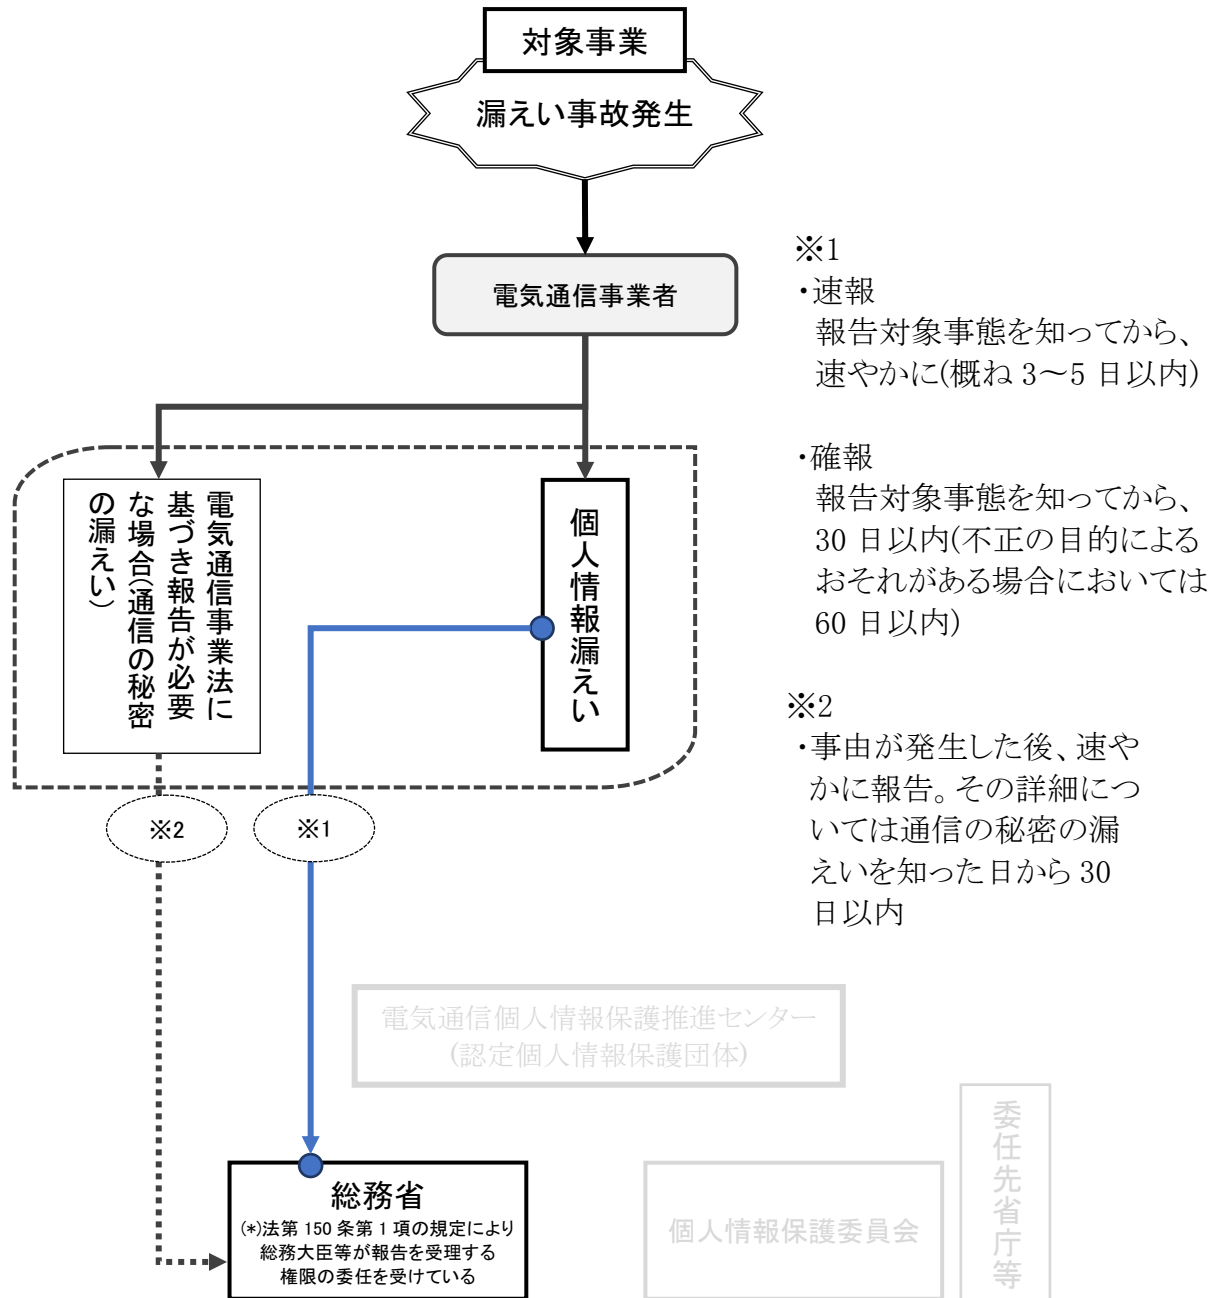 対象事業
漏えい事故発生
電気通信事業者
※1
・速報
報告対象事態を知ってから、
速やかに(概ね 3～5 日以内)
・確報
報告対象事態を知ってから、
30 日以内(不正の目的による
おそれがある場合においては
60 日以内)
※2
・事由が発生した後、速や
かに報告。その詳細につ
いては通信の秘密の漏
えいを知った日から 30
日以内
電気通信事業法に
基づき報告が必要
な場合(通信の秘密
の漏えい)
個人情報漏えい
※2
※1
電気通信個人情報保護推進センター
(認定個人情報保護団体)
総務省
(*)法第 150 条第 1 項の規定により
総務大臣等が報告を受理する
権限の委任を受けている
個人情報保護委員会
委任先省庁等